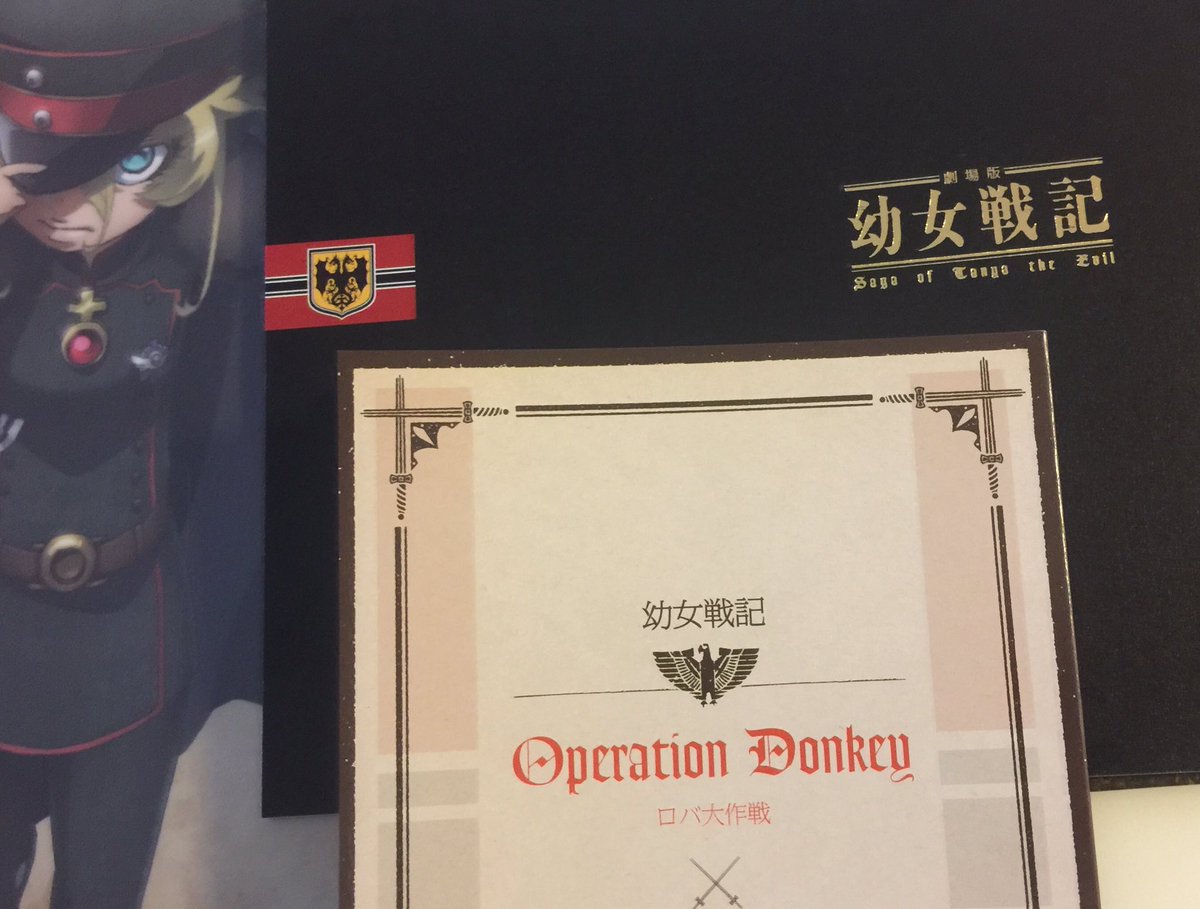 劇場版
幼女戦記
Saga of Tanya the Evil
幼女戦記
Operation Donkey
ロバ大作戦